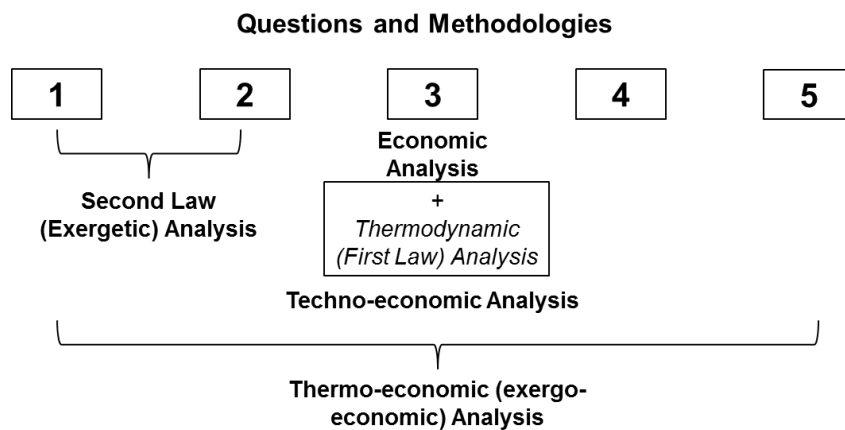 Questions and Methodologies
1 2 3 4 5
Economic
Analysis
Second Law
(Exergetic) Analysis
+
Thermodynamic
(First Law) Analysis
Techno-economic Analysis
Thermo-economic (exergo-
economic) Analysis